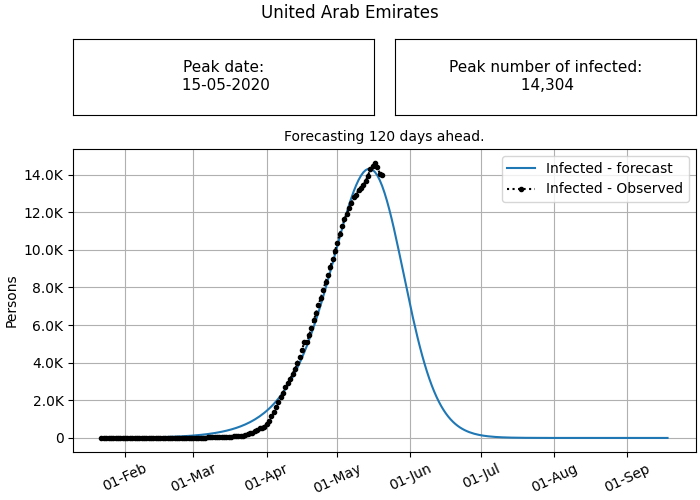 United Arab Emirates
Peak date:
15-05-2020
Peak number of infected:
14,304
Forecasting 120 days ahead.
Infected - forecast
Infected - Observed
14.0K
12.0K
10.0K
8.0K
6.0K
4.0K
2.0K
0
Persons
01-Feb
01-Mar
01-Apr
01-May
01-Jun
01-Jul
01-Aug
01-Sep